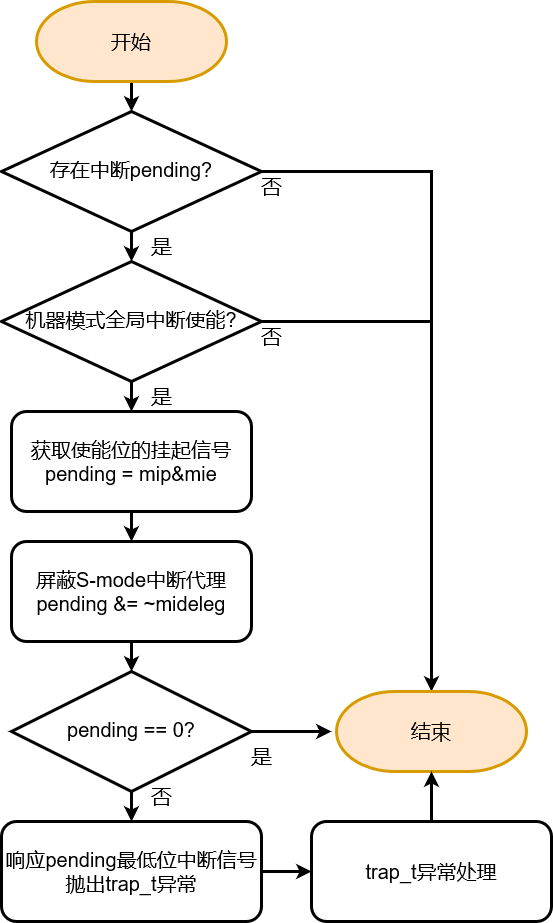 开始
存在中断pending?
否
是
机器模式全局中断使能?
否
是
获取使能位的挂起信号
pending = mip&mie
屏蔽S-mode中断代理
pending &= ~mideleg
pending == 0?
是
结束
否
响应pending最低位中断信号
抛出trap_t异常
trap_t异常处理